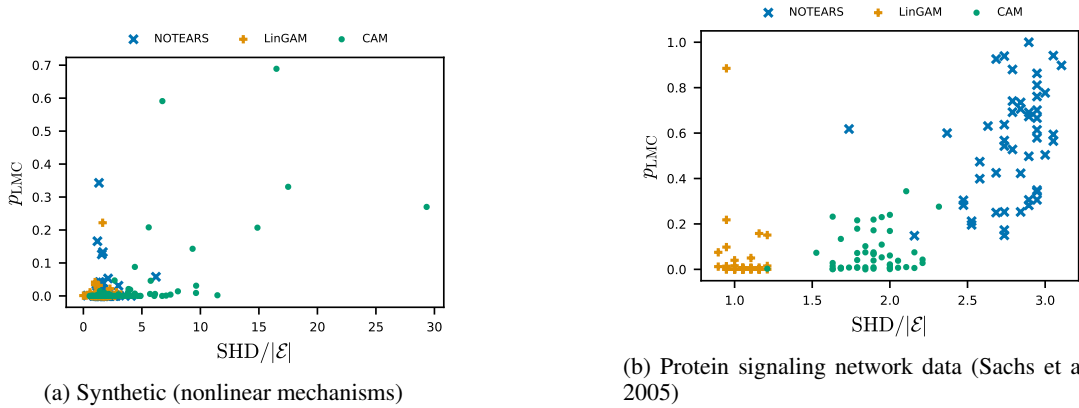 NOTEARS LinGAM CAM
0.7
0.6
0.5
0.4
0.3
0.2
0.1
0.0
p_LMC
0 5 10 15 20 25 30
SHD/|ℰ|
(a) Synthetic (nonlinear mechanisms)
NOTEARS LinGAM CAM
1.0
0.8
0.6
0.4
0.2
0.0
p_LMC
1.0 1.5 2.0 2.5 3.0
SHD/|ℰ|
(b) Protein signaling network data (Sachs et a
2005)